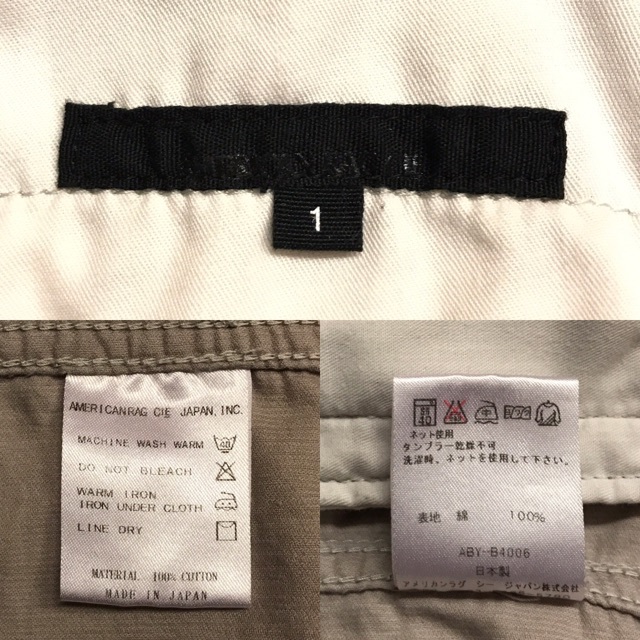 1
AMERICANRAG CIE JAPAN, INC.
MACHINE WASH WARM 40
DO NOT BLEACH
WARM IRON
IRON UNDER CLOTH
LINE DRY
MATERIAL 100% CUTTON
MADE IN JAPAN
40 中
ネット使用
タンブラー乾燥不可
洗濯時、ネットを使用して下さい。
表地 綿 100%
ABY-B4006
日本製
アメリカンラグ シー ジャパン株式会社